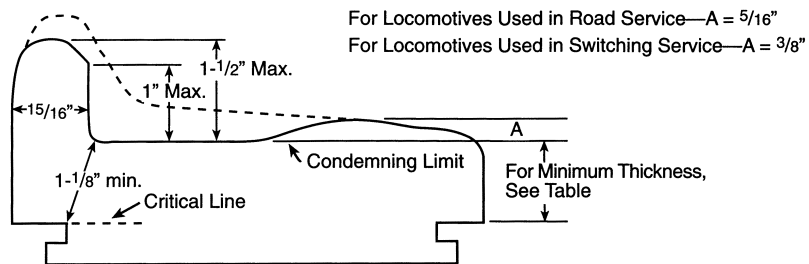 For Locomotives Used in Road Service—A = 5/16"
For Locomotives Used in Switching Service—A = 3/8"
1-1/2" Max.
1" Max.
15/16"
A
Condemning Limit
For Minimum Thickness,
See Table
1-1/8" min.
Critical Line